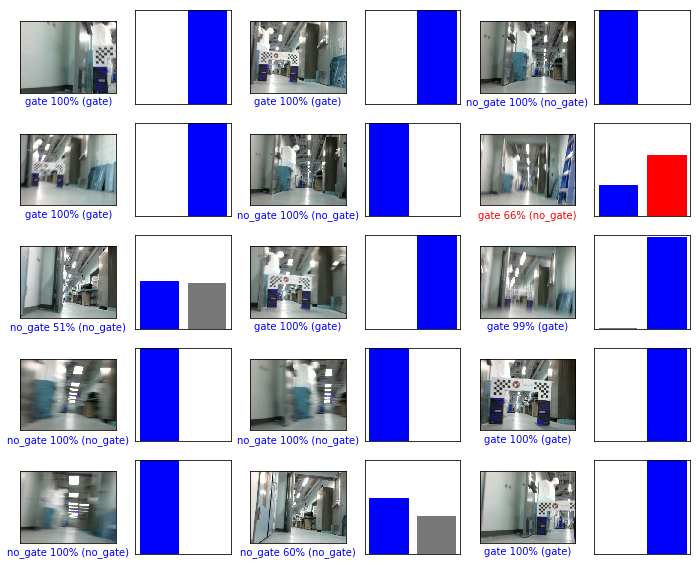 gate 100% (gate)
gate 100% (gate)
no_gate 100% (no_gate)
gate 100% (gate)
no_gate 100% (no_gate)
gate 66% (no_gate)
no_gate 51% (no_gate)
gate 100% (gate)
gate 99% (gate)
no_gate 100% (no_gate)
no_gate 100% (no_gate)
gate 100% (gate)
no_gate 100% (no_gate)
no_gate 60% (no_gate)
gate 100% (gate)